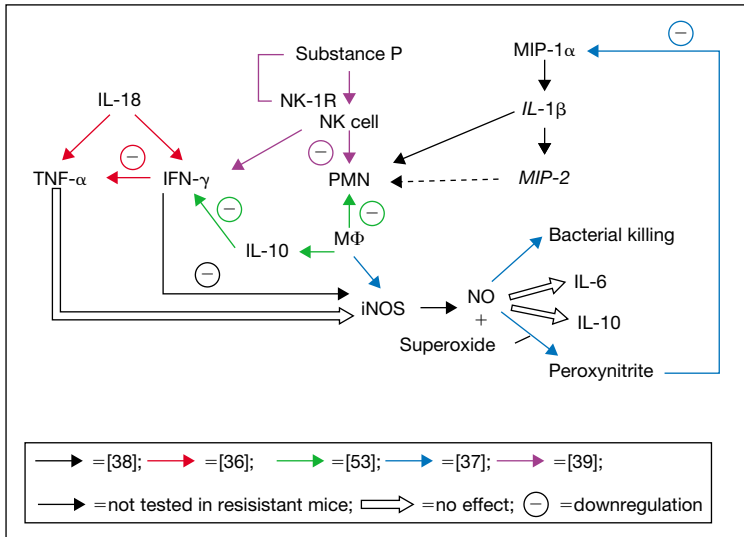 Substance P
MIP-1α
−
IL-18
NK-1R
NK cell
IL-1β
−
−
TNF-α
IFN-γ
PMN
MIP-2
−
−
MΦ
IL-10
Bacterial killing
−
iNOS
NO
IL-6
+
IL-10
Superoxide
Peroxynitrite
=[38]; =[36]; =[53]; =[37]; =[39];
=not tested in resisistant mice; =no effect; − =downregulation